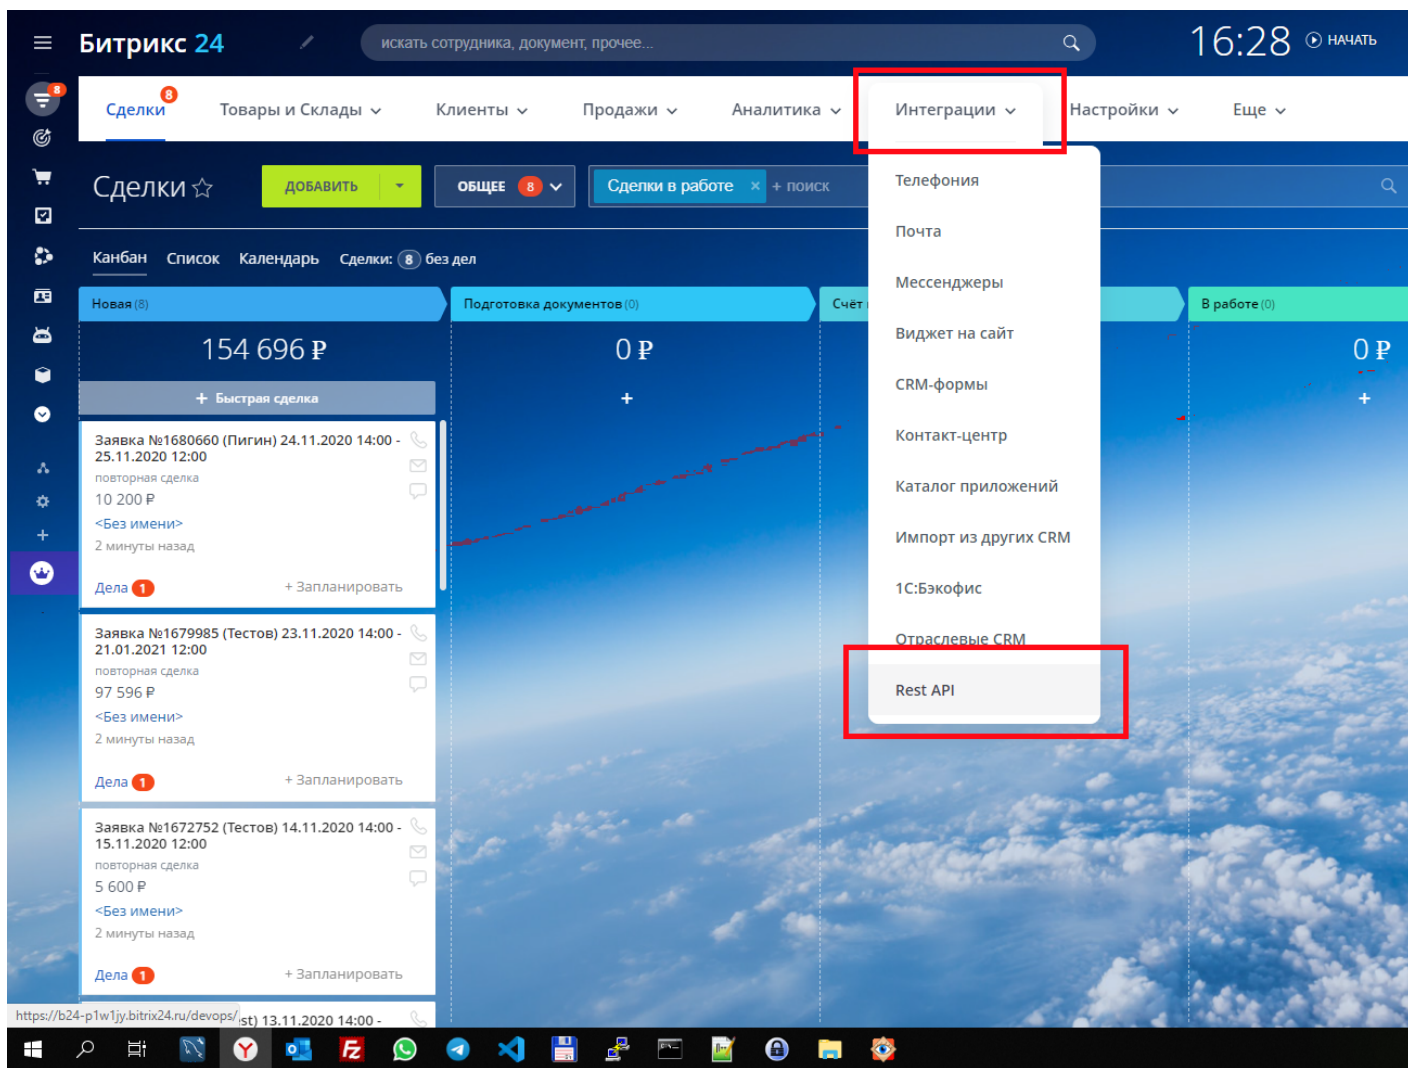 Битрикс 24
искать сотрудника, документ, прочее...
16:28
НАЧАТЬ
8
Сделки 8
Товары и Склады
Клиенты
Продажи
Аналитика
Интеграции
Настройки
Еще
Сделки
ДОБАВИТЬ
ОБЩЕЕ 8
Сделки в работе × + поиск
Канбан Список Календарь Сделки: 8 без дел
Новая (8)
Подготовка документов (0)
Счёт
В работе (0)
154 696 ₽
0 ₽
0 ₽
+ Быстрая сделка
+
+
Заявка №1680660 (Пигин) 24.11.2020 14:00 -
25.11.2020 12:00
повторная сделка
10 200 ₽
<Без имени>
2 минуты назад
Дела 1 + Запланировать
Заявка №1679985 (Тестов) 23.11.2020 14:00 -
21.01.2021 12:00
повторная сделка
97 596 ₽
<Без имени>
2 минуты назад
Дела 1 + Запланировать
Заявка №1672752 (Тестов) 14.11.2020 14:00 -
15.11.2020 12:00
повторная сделка
5 600 ₽
<Без имени>
2 минуты назад
Дела 1 + Запланировать
est) 13.11.2020 14:00 -
Телефония
Почта
Мессенджеры
Виджет на сайт
CRM-формы
Контакт-центр
Каталог приложений
Импорт из других CRM
1С:Бэкофис
Отраслевые CRM
Rest API
https://b24-p1w1jy.bitrix24.ru/devops/